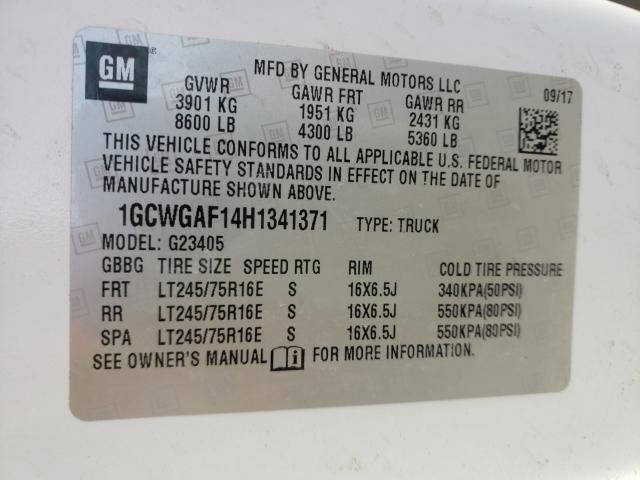 GM
MFD BY GENERAL MOTORS LLC
09/17
GVWR GAWR FRT GAWR RR
3901 KG 1951 KG 2431 KG
8600 LB 4300 LB 5360 LB
THIS VEHICLE CONFORMS TO ALL APPLICABLE U.S. FEDERAL MOTOR
VEHICLE SAFETY STANDARDS IN EFFECT ON THE DATE OF
MANUFACTURE SHOWN ABOVE.
1GCWGAF14H1341371 TYPE: TRUCK
MODEL: G23405
GBBG TIRE SIZE SPEED RTG RIM COLD TIRE PRESSURE
FRT LT245/75R16E S 16X6.5J 340KPA(50PSI)
RR LT245/75R16E S 16X6.5J 550KPA(80PSI)
SPA LT245/75R16E S 16X6.5J 550KPA(80PSI)
SEE OWNER'S MANUAL i FOR MORE INFORMATION.